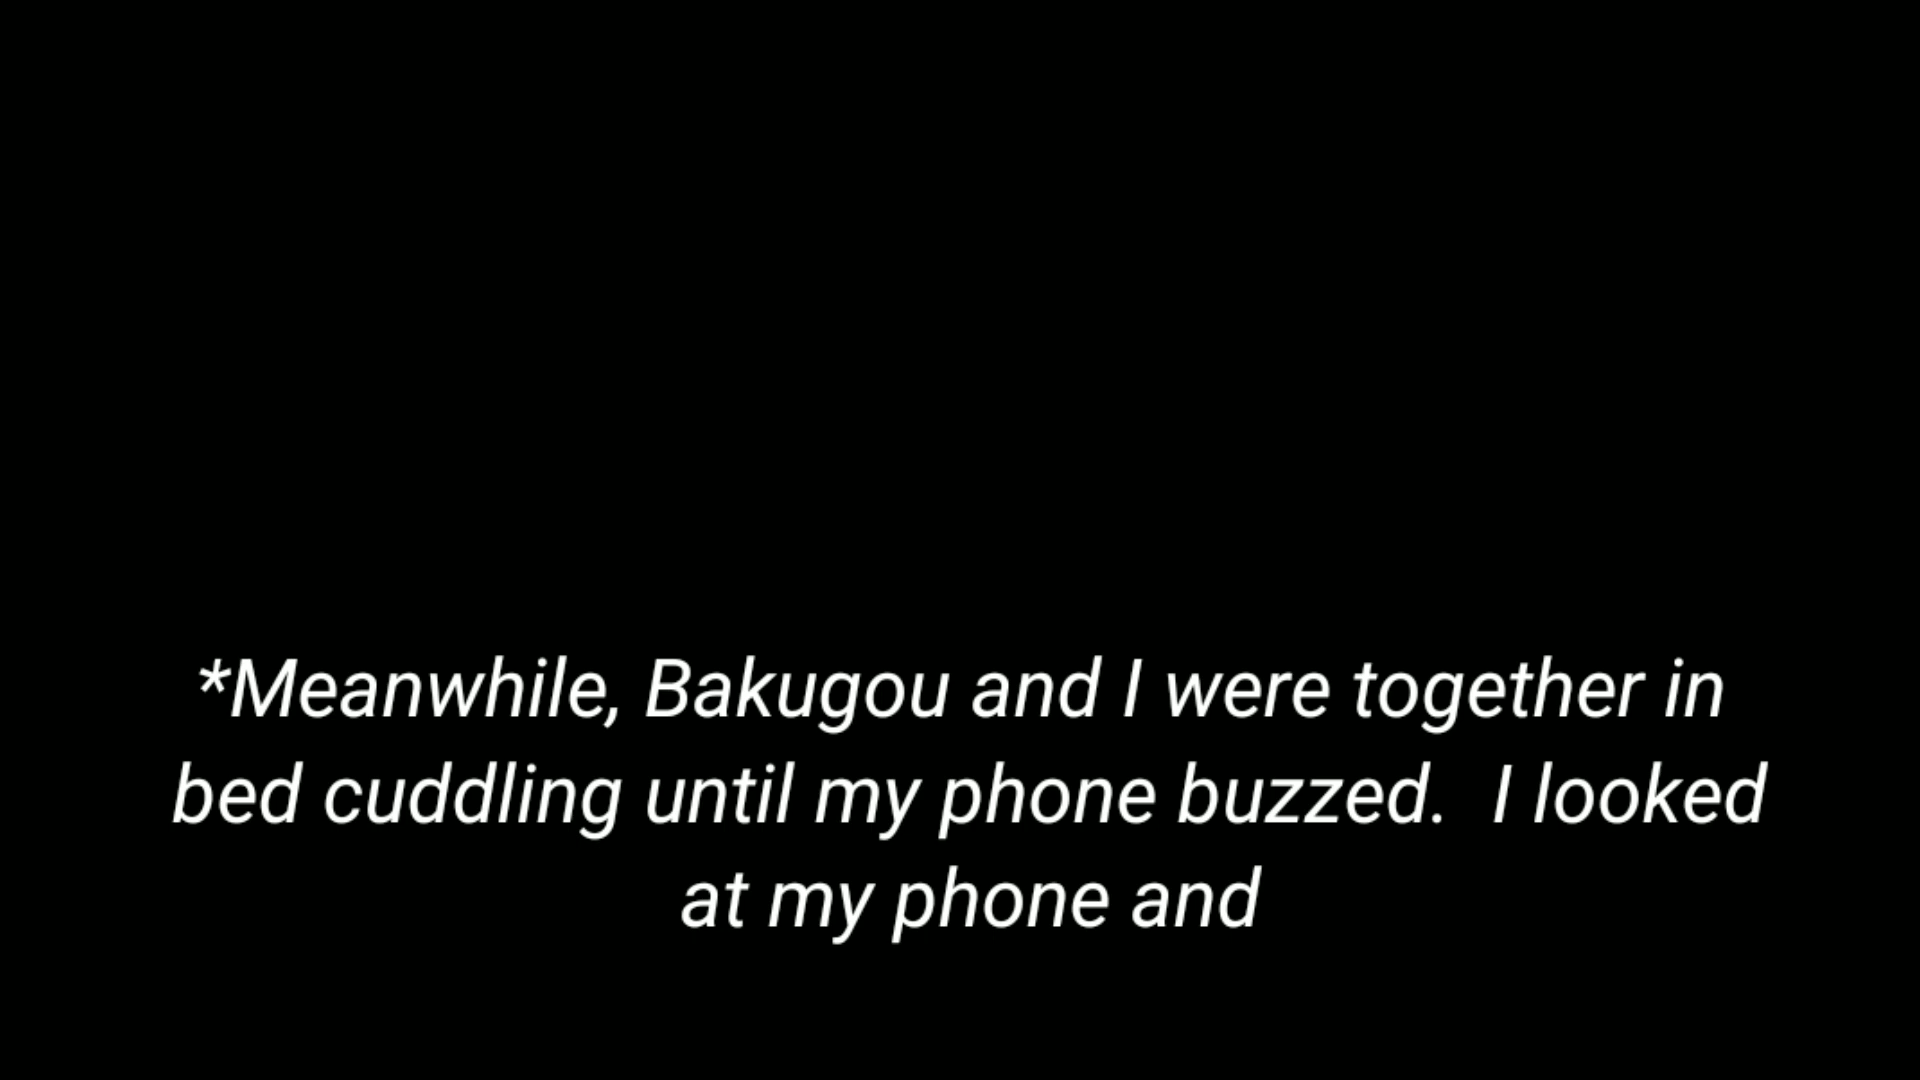 *Meanwhile, Bakugou and I were together in
bed cuddling until my phone buzzed.  I looked
at my phone and